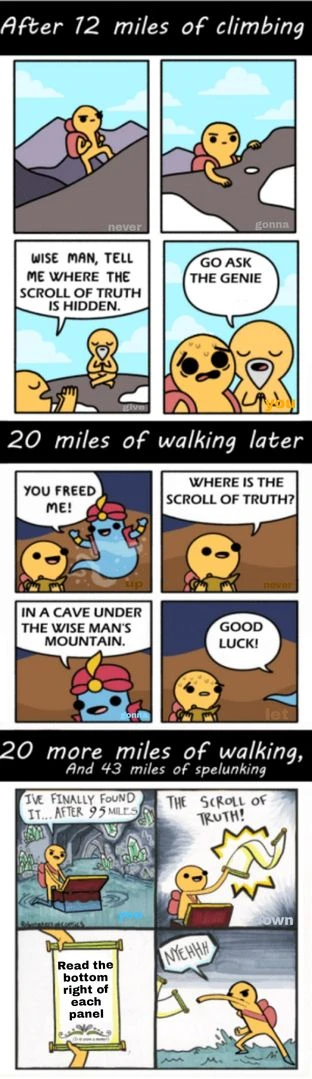 After 12 miles of climbing
never
gonna
WISE MAN, TELL
ME WHERE THE
SCROLL OF TRUTH
IS HIDDEN.
give
GO ASK
THE GENIE
you
20 miles of walking later
YOU FREED
ME!
up
WHERE IS THE
SCROLL OF TRUTH?
never
IN A CAVE UNDER
THE WISE MAN'S
MOUNTAIN.
gonna
GOOD
LUCK!
let
20 more miles of walking,
And 43 miles of spelunking
I'VE FINALLY FOUND
IT... AFTER 95 MILES
you
THE SCROLL OF
TRUTH!
down
Read the
bottom
right of
each
panel
NYEHHH